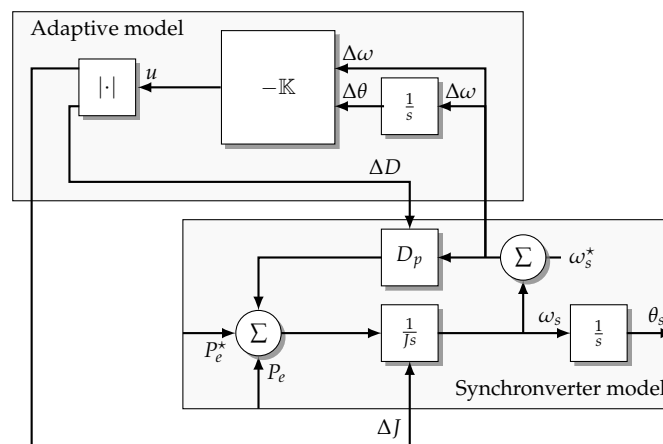 Adaptive model
|·|
u
−𝕂
Δω
Δθ
1/s
Δω
ΔD
D_p
Σ
ω_s^⋆
P_e^⋆
Σ
P_e
1/Js
ω_s
1/s
θ_s
Synchronverter model
ΔJ